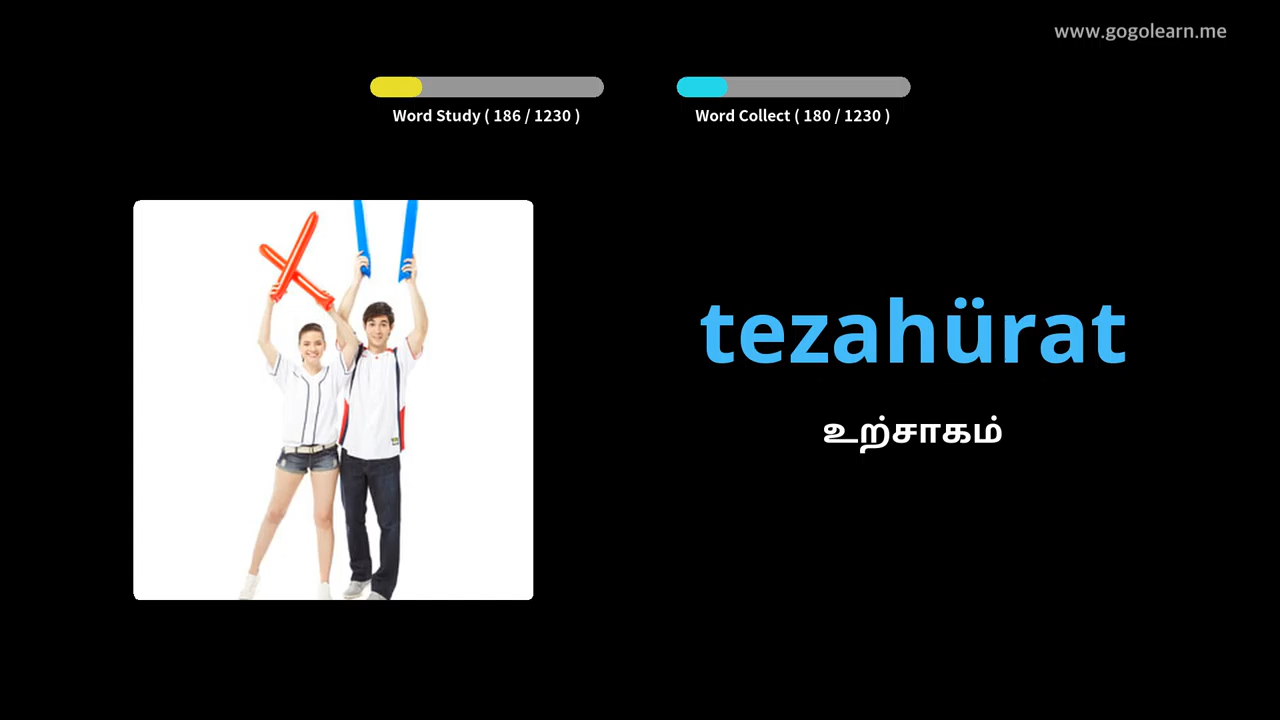 www.gogolearn.me
Word Study ( 186 / 1230 )
Word Collect ( 180 / 1230 )
tezahürat
உற்சாகம்